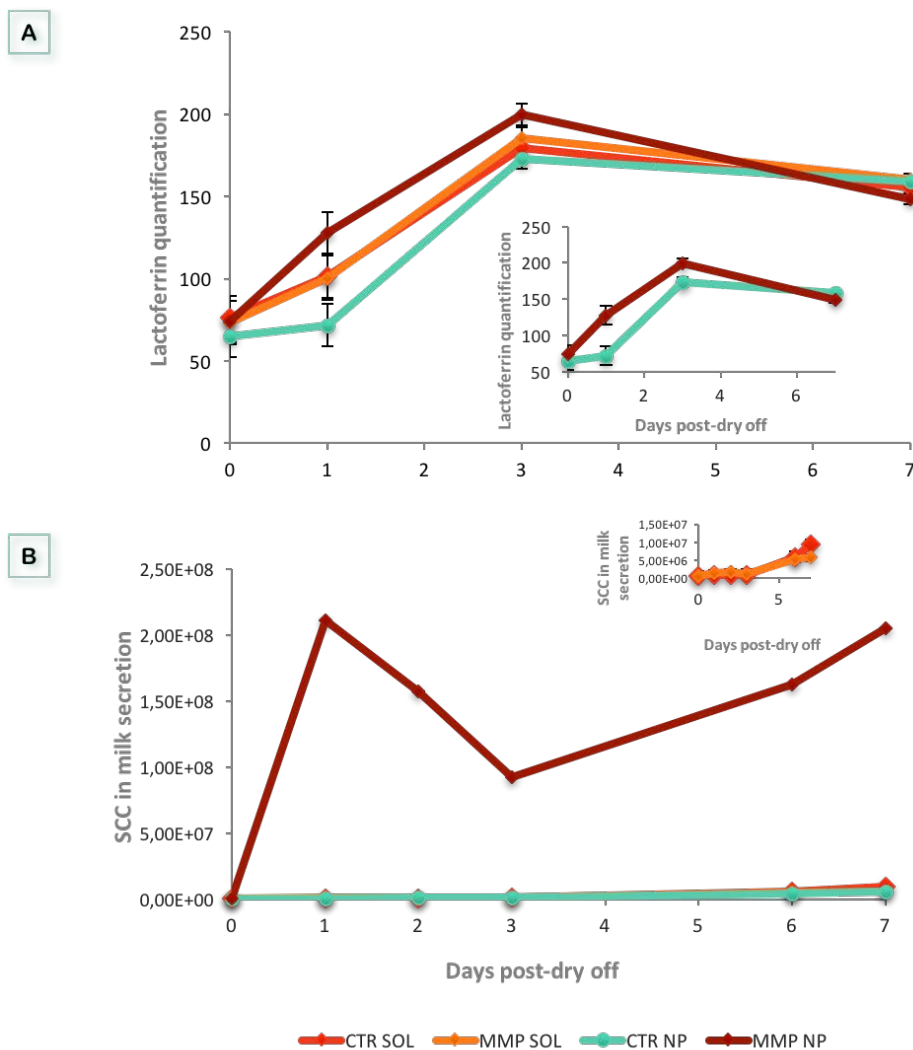 A
Lactoferrin quantification
250
200
150
100
50
0
0 1 2 3 4 5 6 7
Lactoferrin quantification
250
200
150
100
50
0 2 4 6
Days post-dry off
B
SCC in milk secretion
2,50E+08
2,00E+08
1,50E+08
1,00E+08
5,00E+07
0,00E+00
0 1 2 3 4 5 6 7
Days post-dry off
SCC in milk
secretion
1,50E+07
1,00E+07
5,00E+06
0,00E+00
0 5
Days post-dry off
CTR SOL MMP SOL CTR NP MMP NP